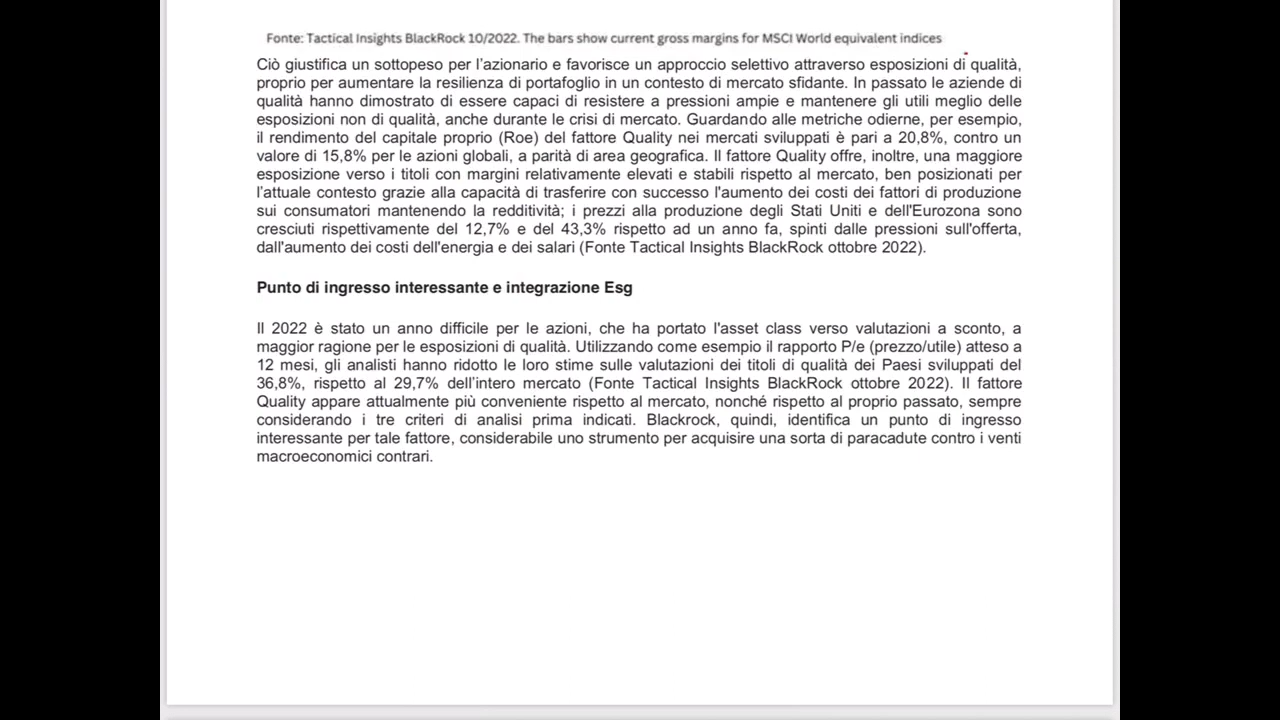 Fonte: Tactical Insights BlackRock 10/2022. The bars show current gross margins for MSCI World equivalent indices
Ciò giustifica un sottopeso per l’azionario e favorisce un approccio selettivo attraverso esposizioni di qualità,
proprio per aumentare la resilienza di portafoglio in un contesto di mercato sfidante. In passato le aziende di
qualità hanno dimostrato di essere capaci di resistere a pressioni ampie e mantenere gli utili meglio delle
esposizioni non di qualità, anche durante le crisi di mercato. Guardando alle metriche odierne, per esempio,
il rendimento del capitale proprio (Roe) del fattore Quality nei mercati sviluppati è pari a 20,8%, contro un
valore di 15,8% per le azioni globali, a parità di area geografica. Il fattore Quality offre, inoltre, una maggiore
esposizione verso i titoli con margini relativamente elevati e stabili rispetto al mercato, ben posizionati per
l’attuale contesto grazie alla capacità di trasferire con successo l'aumento dei costi dei fattori di produzione
sui consumatori mantenendo la redditività; i prezzi alla produzione degli Stati Uniti e dell'Eurozona sono
cresciuti rispettivamente del 12,7% e del 43,3% rispetto ad un anno fa, spinti dalle pressioni sull'offerta,
dall'aumento dei costi dell'energia e dei salari (Fonte Tactical Insights BlackRock ottobre 2022).
Punto di ingresso interessante e integrazione Esg
Il 2022 è stato un anno difficile per le azioni, che ha portato l'asset class verso valutazioni a sconto, a
maggior ragione per le esposizioni di qualità. Utilizzando come esempio il rapporto P/e (prezzo/utile) atteso a
12 mesi, gli analisti hanno ridotto le loro stime sulle valutazioni dei titoli di qualità dei Paesi sviluppati del
36,8%, rispetto al 29,7% dell’intero mercato (Fonte Tactical Insights BlackRock ottobre 2022). Il fattore
Quality appare attualmente più conveniente rispetto al mercato, nonché rispetto al proprio passato, sempre
considerando i tre criteri di analisi prima indicati. Blackrock, quindi, identifica un punto di ingresso
interessante per tale fattore, considerabile uno strumento per acquisire una sorta di paracadute contro i venti
macroeconomici contrari.